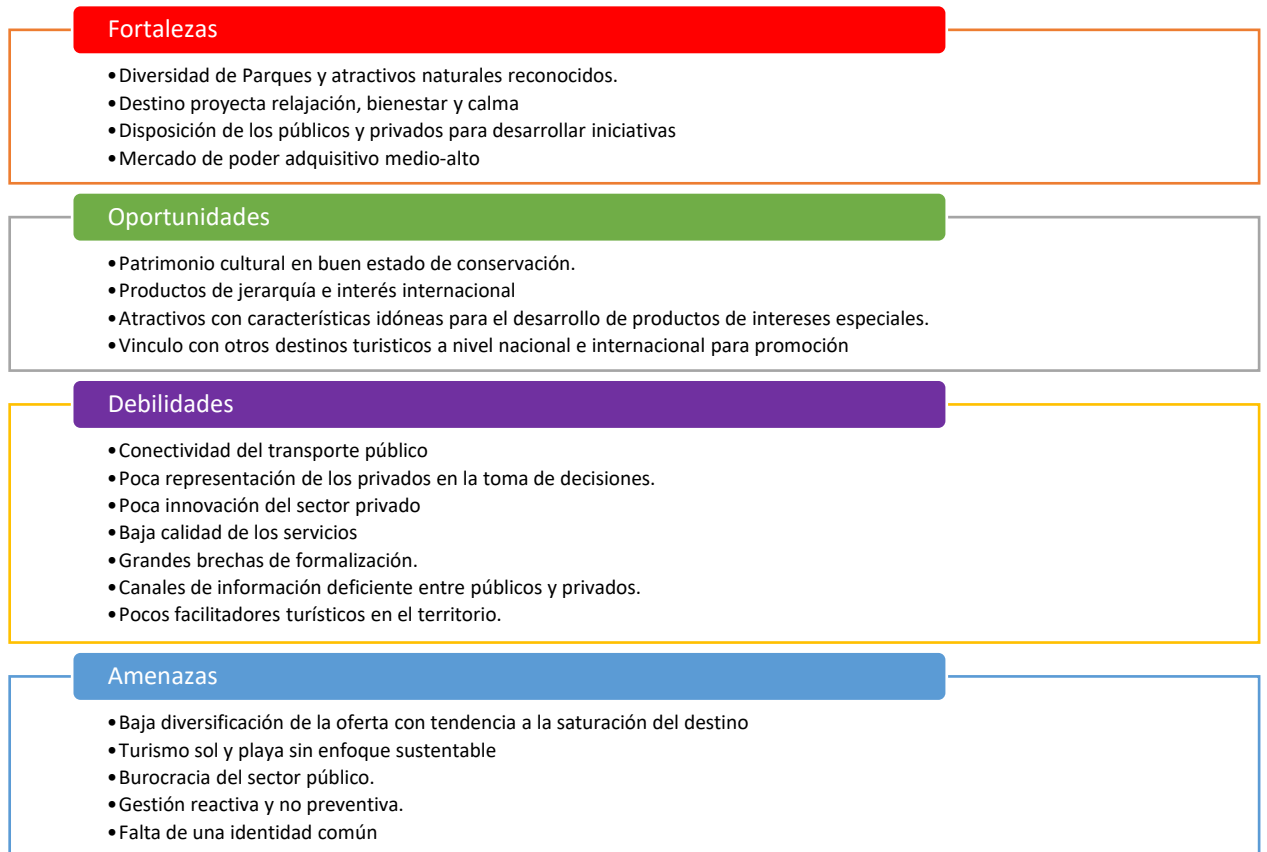 Fortalezas
•Diversidad de Parques y atractivos naturales reconocidos.
•Destino proyecta relajación, bienestar y calma
•Disposición de los públicos y privados para desarrollar iniciativas
•Mercado de poder adquisitivo medio-alto
Oportunidades
•Patrimonio cultural en buen estado de conservación.
•Productos de jerarquía e interés internacional
•Atractivos con características idóneas para el desarrollo de productos de intereses especiales.
•Vinculo con otros destinos turisticos a nivel nacional e internacional para promoción
Debilidades
•Conectividad del transporte público
•Poca representación de los privados en la toma de decisiones.
•Poca innovación del sector privado
•Baja calidad de los servicios
•Grandes brechas de formalización.
•Canales de información deficiente entre públicos y privados.
•Pocos facilitadores turísticos en el territorio.
Amenazas
•Baja diversificación de la oferta con tendencia a la saturación del destino
•Turismo sol y playa sin enfoque sustentable
•Burocracia del sector público.
•Gestión reactiva y no preventiva.
•Falta de una identidad común